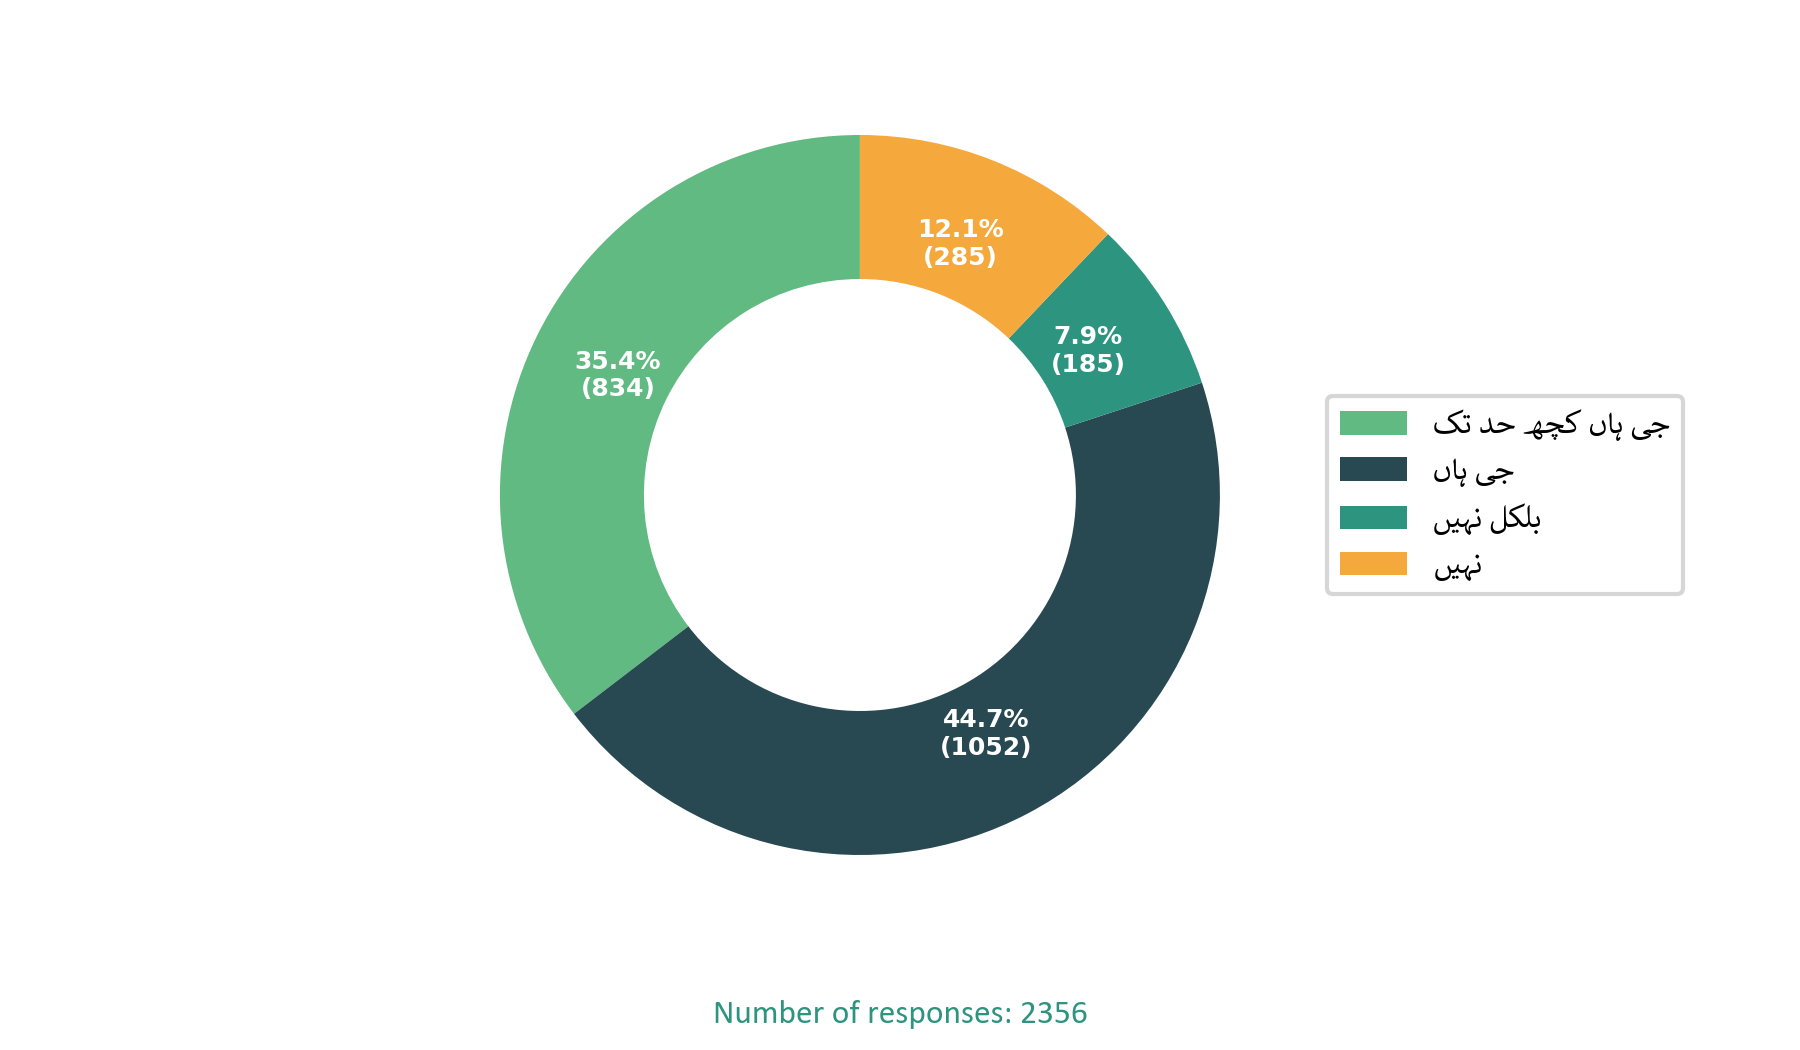 12.1%
(285)
7.9%
(185)
35.4%
(834)
44.7%
(1052)
جی ہاں کچھ حد تک
جی ہاں
بلکل نہیں
نہیں
Number of responses: 2356